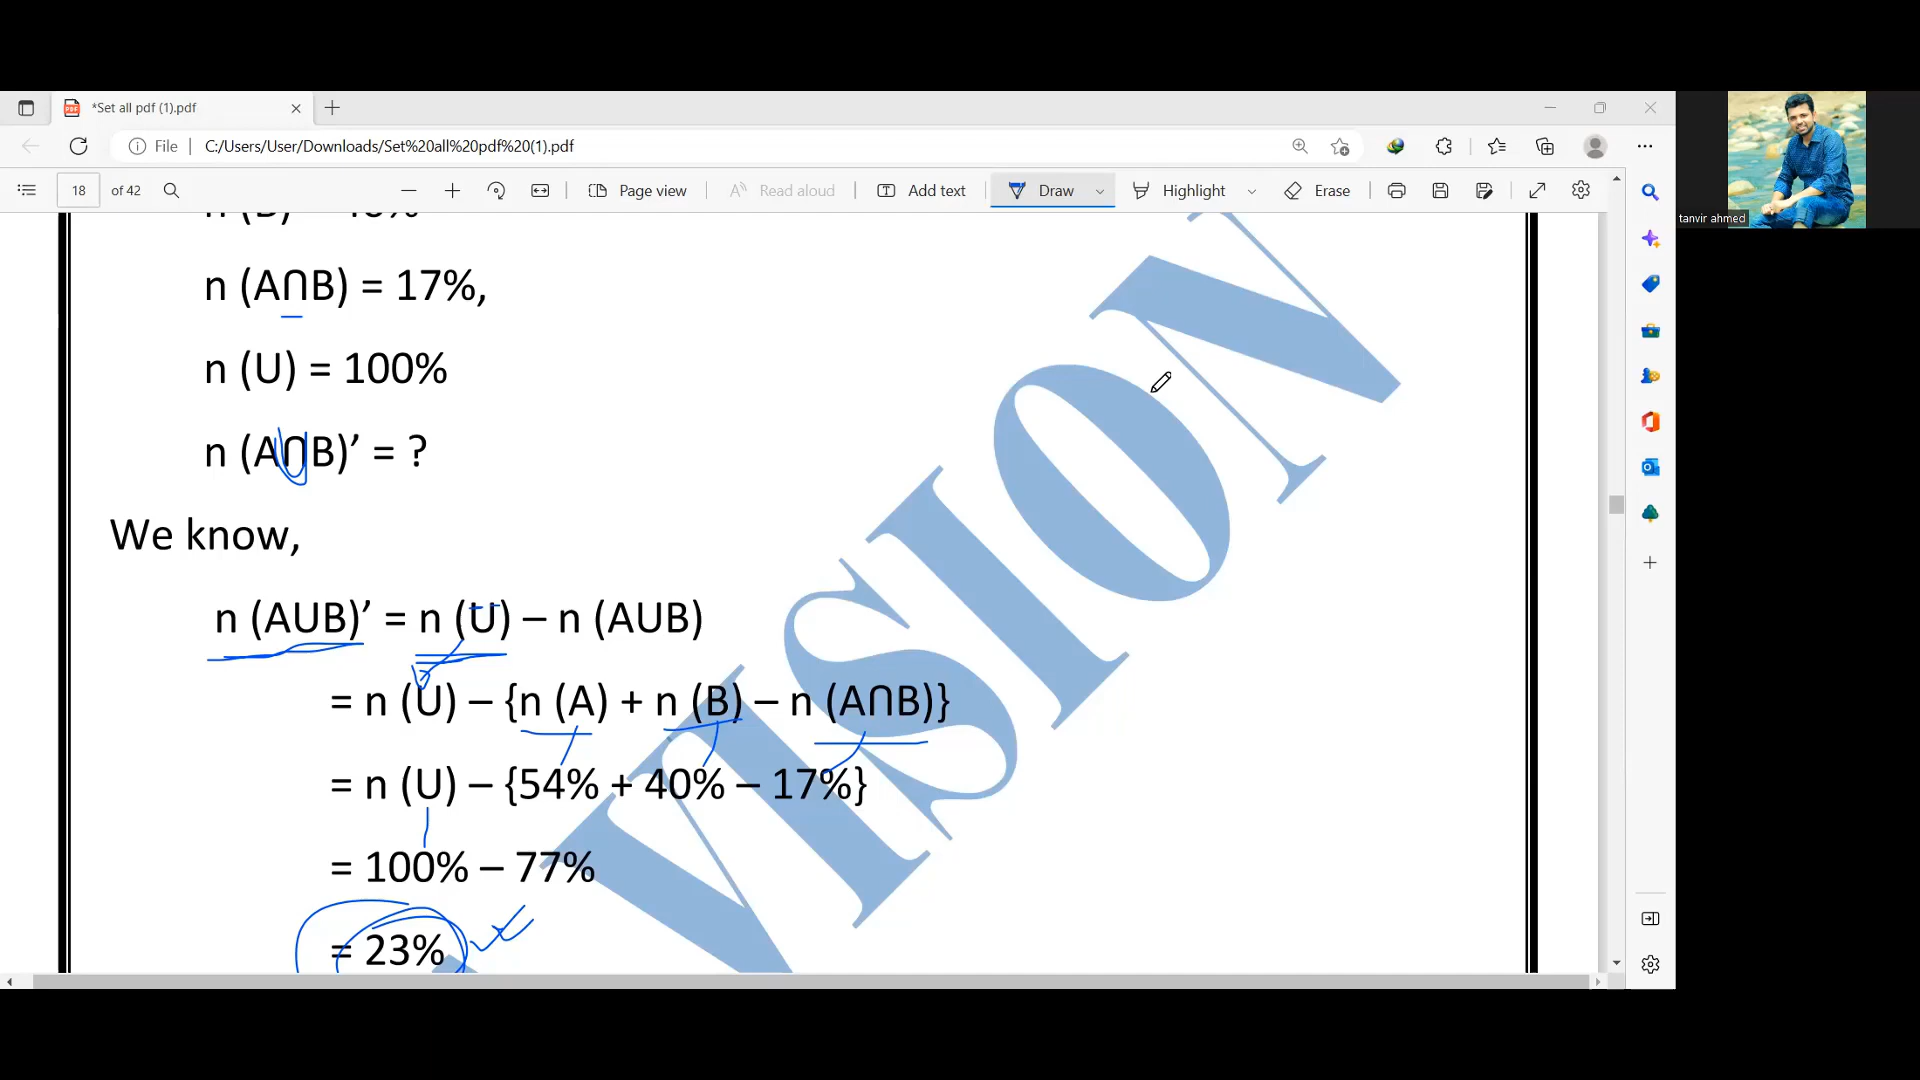 *Set all pdf (1).pdf
File C:/Users/User/Downloads/Set%20all%20pdf%20(1).pdf
18 of 42 Page view Read aloud Add text Draw Highlight Erase
tanvir ahmed
n (A∩B) = 17%,
n (U) = 100%
n (A∩B)’ = ?
We know,
n (AUB)’ = n (U) – n (AUB)
= n (U) – {n (A) + n (B) – n (A∩B)}
= n (U) – {54% + 40% – 17%}
= 100% – 77%
= 23%
VISION